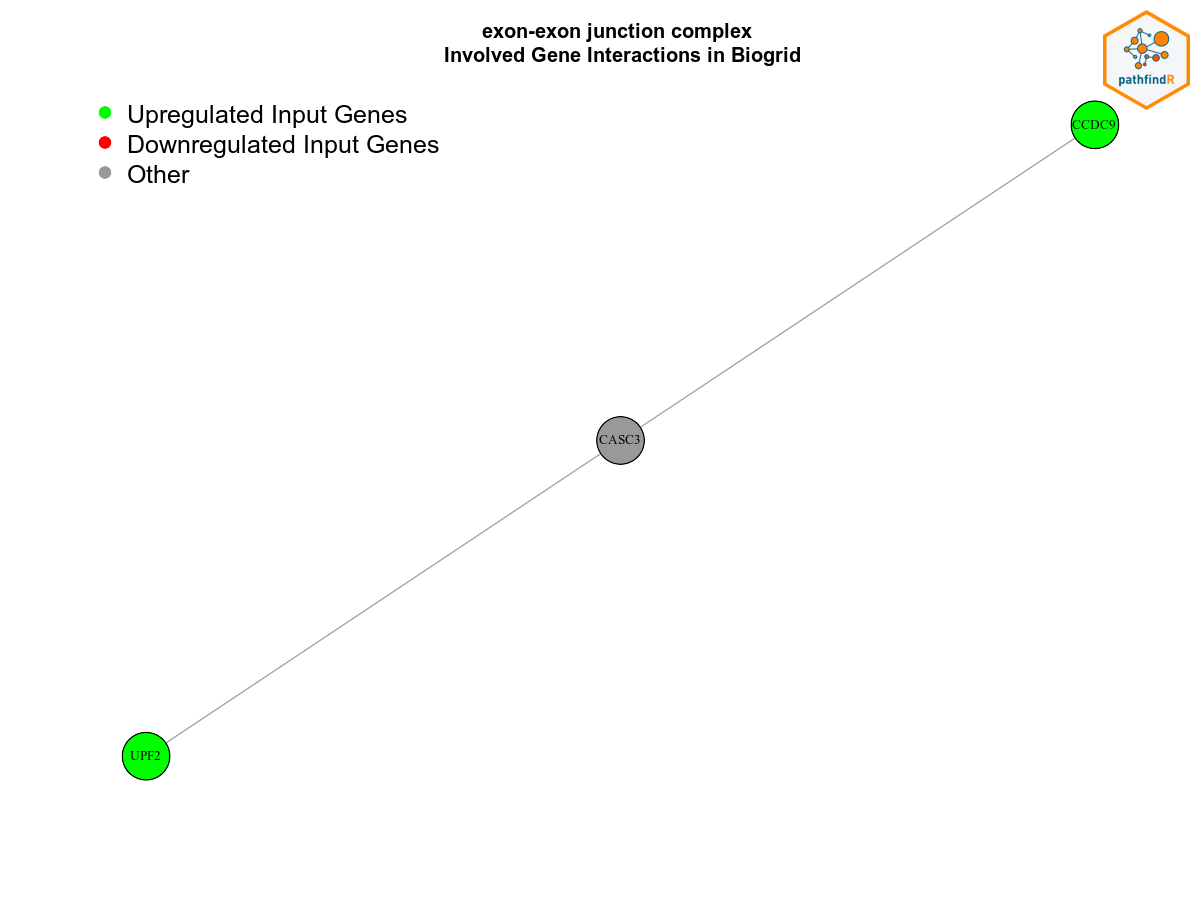 exon-exon junction complex
Involved Gene Interactions in Biogrid
pathfindR
Upregulated Input Genes
Downregulated Input Genes
Other
CCDC9
CASC3
UPF2